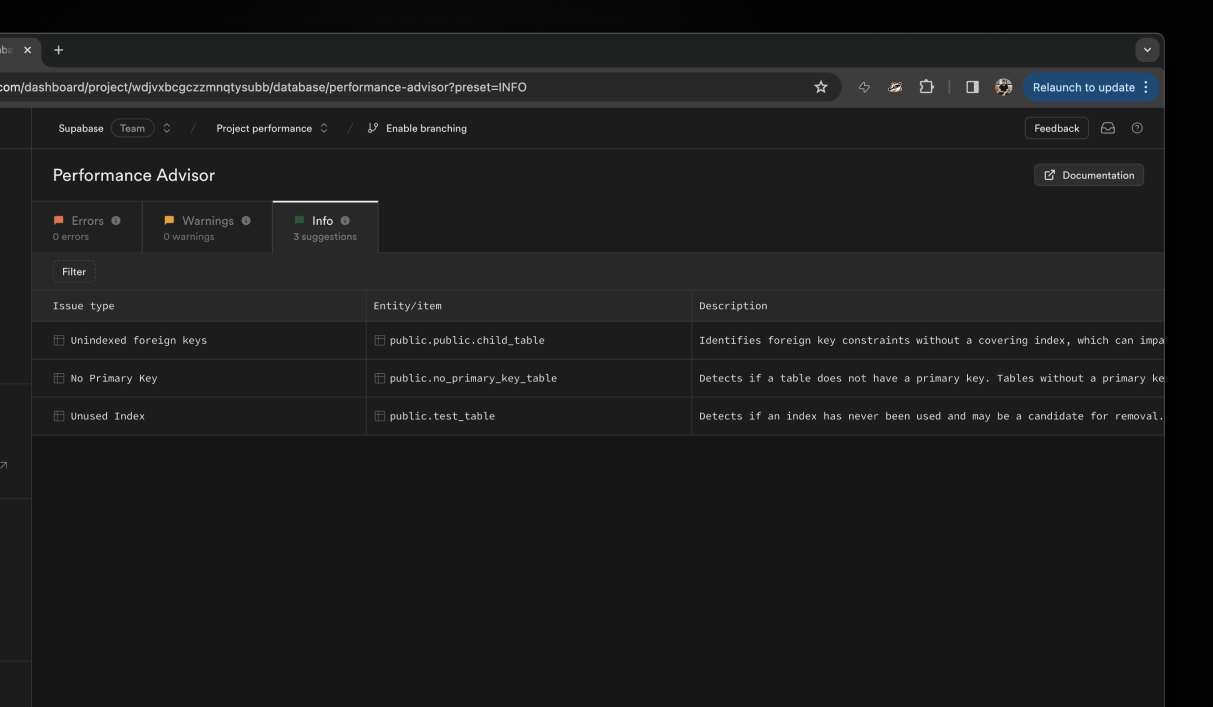 com/dashboard/project/wdjvxbcgczzmnqtysubb/database/performance-advisor?preset=INFO
Relaunch to update
Supabase Team / Project performance / Enable branching
Feedback
Performance Advisor
Documentation
Errors
0 errors
Warnings
0 warnings
Info
3 suggestions
Filter
Issue type Entity/item Description
Unindexed foreign keys public.public.child_table Identifies foreign key constraints without a covering index, which can
No Primary Key public.no_primary_key_table Detects if a table does not have a primary key. Tables without a primary
Unused Index public.test_table Detects if an index has never been used and may be a candidate for removal.